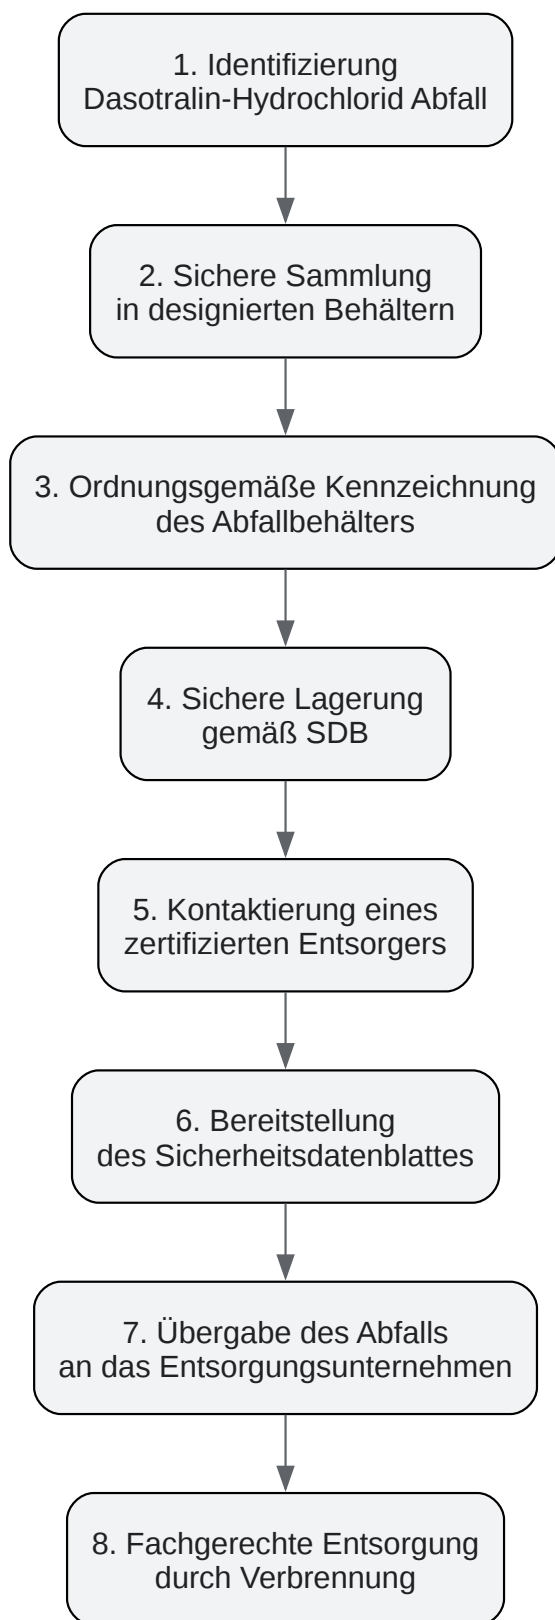 1. Identifizierung
Dasotralin-Hydrochlorid Abfall
2. Sichere Sammlung
in designierten Behältern
3. Ordnungsgemäße Kennzeichnung
des Abfallbehälters
4. Sichere Lagerung
gemäß SDB
5. Kontaktierung eines
zertifizierten Entsorgers
6. Bereitstellung
des Sicherheitsdatenblattes
7. Übergabe des Abfalls
an das Entsorgungsunternehmen
8. Fachgerechte Entsorgung
durch Verbrennung